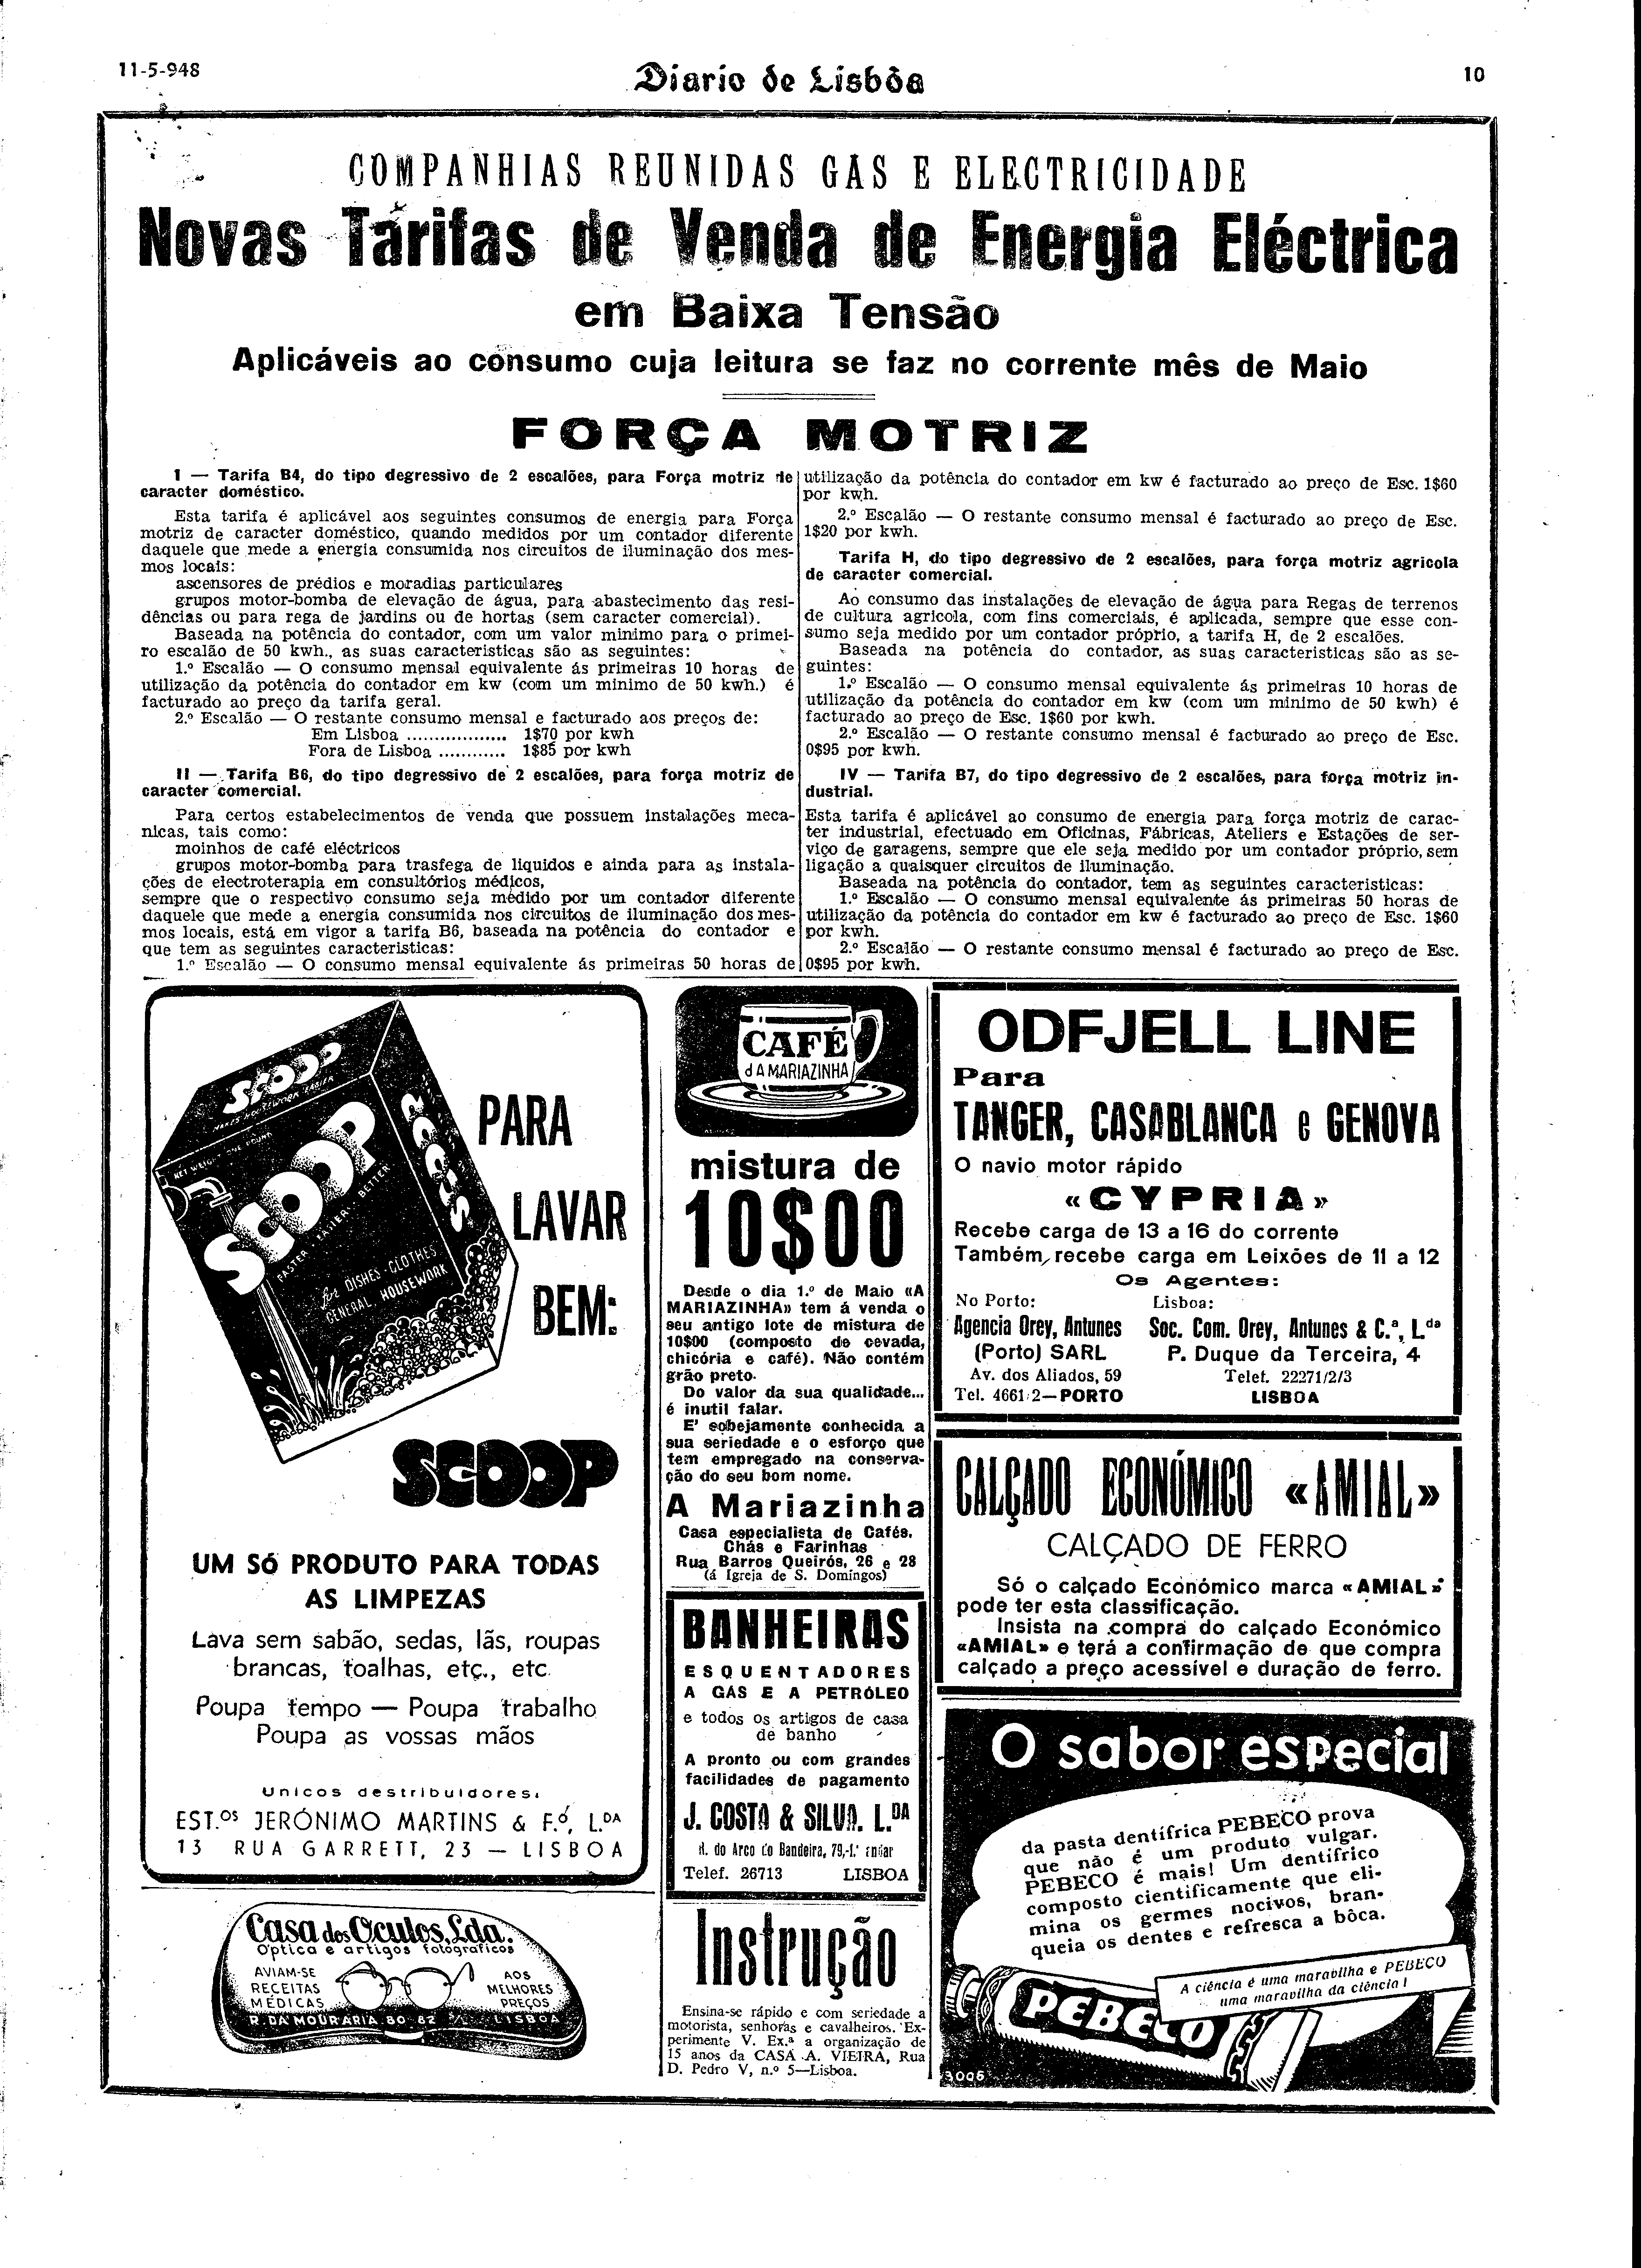 11-5-948
Diario de Lisbôa
10
COMPANHIAS REUNIDAS GAS E ELECTRICIDADE
Novas Tarifas de Venda de Energia Eléctrica
em Baixa Tensão
Aplicáveis ao consumo cuja leitura se faz no corrente mês de Maio
FORÇA MOTRIZ
I — Tarifa B4, do tipo degressivo de 2 escalões, para Força motriz de
caracter doméstico.
Esta tarifa é aplicável aos seguintes consumos de energia para Força
motriz de caracter doméstico, quando medidos por um contador diferente
daquele que mede a energia consumida nos circuitos de iluminação dos mes-
mos locais:
ascensores de prédios e moradias particulares
grupos motor-bomba de elevação de água, para abastecimento das resi-
dências ou para rega de jardins ou de hortas (sem caracter comercial).
Baseada na potência do contador, com um valor minimo para o primei-
ro escalão de 50 kwh., as suas caracteristicas são as seguintes:
1.º Escalão — O consumo mensal equivalente ás primeiras 10 horas de
utilização da potência do contador em kw (com um minimo de 50 kwh.) é
facturado ao preço da tarifa geral.
2.º Escalão — O restante consumo mensal e facturado aos preços de:
Em Lisboa .................. 1$70 por kwh
Fora de Lisboa ............ 1$85 por kwh
II — Tarifa B6, do tipo degressivo de 2 escalões, para força motriz de
caracter comercial.
Para certos estabelecimentos de venda que possuem instalações meca-
nicas, tais como:
moinhos de café eléctricos
grupos motor-bomba para trasfega de liquidos e ainda para as instala-
ções de electroterapia em consultórios médicos,
sempre que o respectivo consumo seja médido por um contador diferente
daquele que mede a energia consumida nos circuitos de iluminação dos mes-
mos locais, está em vigor a tarifa B6, baseada na potência do contador e
que tem as seguintes caracteristicas:
1.º Escalão — O consumo mensal equivalente ás primeiras 50 horas de
utilização da potência do contador em kw é facturado ao preço de Esc. 1$60
por kwh.
2.º Escalão — O restante consumo mensal é facturado ao preço de Esc.
1$20 por kwh.
Tarifa H, do tipo degressivo de 2 escalões, para força motriz agricola
de caracter comercial.
Ao consumo das instalações de elevação de água para Regas de terrenos
de cultura agricola, com fins comerciais, é aplicada, sempre que esse con-
sumo seja medido por um contador próprio, a tarifa H, de 2 escalões.
Baseada na potência do contador, as suas caracteristicas são as se-
guintes:
1.º Escalão — O consumo mensal equivalente ás primeiras 10 horas de
utilização da potência do contador em kw (com um minimo de 50 kwh) é
facturado ao preço de Esc. 1$60 por kwh.
2.º Escalão — O restante consumo mensal é facturado ao preço de Esc.
0$95 por kwh.
IV — Tarifa B7, do tipo degressivo de 2 escalões, para força motriz in-
dustrial.
Esta tarifa é aplicável ao consumo de energia para força motriz de carac-
ter industrial, efectuado em Oficinas, Fábricas, Ateliers e Estações de ser-
viço de garagens, sempre que ele seja medido por um contador próprio, sem
ligação a quaisquer circuitos de iluminação.
Baseada na potência do contador, tem as seguintes caracteristicas:
1.º Escalão — O consumo mensal equivalente ás primeiras 50 horas de
utilização da potência do contador em kw é facturado ao preço de Esc. 1$60
por kwh.
2.º Escalão — O restante consumo mensal é facturado ao preço de Esc.
0$95 por kwh.
SCOOP
MAKES HOUSEWORK EASIER
NET WEIGHT ONE POUND
SCOOP
SCOOP
FASTER · EASIER · BETTER
for DISHES · CLOTHES
GENERAL HOUSEWORK
PARA
LAVAR
BEM:
SCOOP
UM SÓ PRODUTO PARA TODAS
AS LIMPEZAS
Lava sem sabão, sedas, lãs, roupas
brancas, toalhas, etç., etc.
Poupa tempo — Poupa trabalho
Poupa as vossas mãos
Unicos destribuidores:
EST.OS JERÓNIMO MARTINS & F.º, L.DA
13 RUA GARRETT, 23 — LISBOA
Casa dos Oculos, Lda.
Optica e artigos fotograficos
AVIAM-SE
RECEITAS
MÉDICAS
AOS
MELHORES
PREÇOS
R. DA MOURARIA 80 82 LISBOA
CAFÉ
d A MARIAZINHA
mistura de
10$00
Desde o dia 1.º de Maio «A
MARIAZINHA» tem á venda o
seu antigo lote de mistura de
10$00 (composto de cevada,
chicória e café). Não contém
grão preto.
Do valor da sua qualidade...
é inutil falar.
E' sobejamente conhecida a
sua seriedade e o esforço que
tem empregado na conserva-
ção do seu bom nome.
A Mariazinha
Casa especialista de Cafés.
Chás e Farinhas
Rua Barros Queirós, 26 e 28
(á Igreja de S. Domingos)
BANHEIRAS
ESQUENTADORES
A GÁS E A PETRÓLEO
e todos os artigos de casa
de banho
A pronto ou com grandes
facilidades de pagamento
J. COSTA & SILVA. L.DA
R. do Arco do Bandeira, 79,-1.º andar
Telef. 26713 LISBOA
Instrução
Ensina-se rápido e com seriedade a
motorista, senhoras e cavalheiros. Ex-
perimente V. Ex.ª a organização de
15 anos da CASA A. VIEIRA, Rua
D. Pedro V, n.º 5—Lisboa.
ODFJELL LINE
Para
TANGER, CASABLANCA e GENOVA
O navio motor rápido
«CYPRIA»
Recebe carga de 13 a 16 do corrente
Também recebe carga em Leixões de 11 a 12
Os Agentes:
No Porto: Lisboa:
Agencia Orey, Antunes Soc. Com. Orey, Antunes & C.ª, L.da
(Porto) SARL P. Duque da Terceira, 4
Av. dos Aliados, 59 Telef. 22271/2/3
Tel. 4661/2—PORTO LISBOA
CALÇADO ECONÓMICO «AMIAL»
CALÇADO DE FERRO
Só o calçado Económico marca «AMIAL»
pode ter esta classificação.
Insista na compra do calçado Económico
«AMIAL» e terá a confirmação de que compra
calçado a preço acessível e duração de ferro.
O sabor especial
da pasta dentífrica PEBECO prova
que não é um produto vulgar.
PEBECO é mais! Um dentifrico
composto cientificamente que eli-
mina os germes nocivos, bran-
queia os dentes e refresca a bôca.
A ciência é uma maravilha e PEBECO
uma maravilha da ciência!
PEBECO
3006